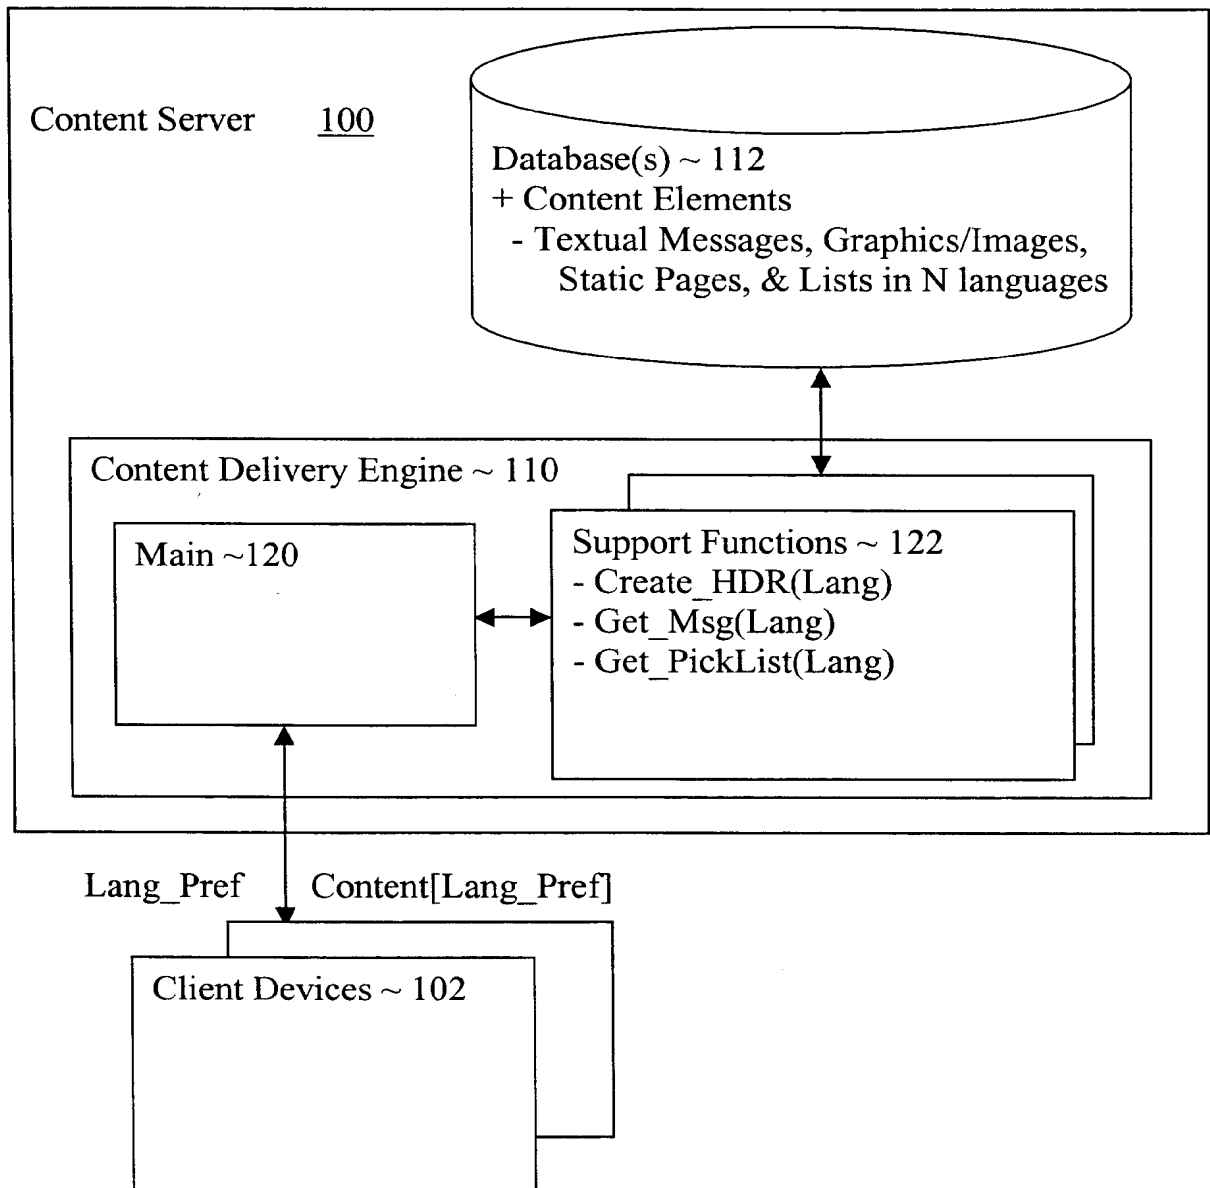 Content Server 100
Database(s) ~ 112
+ Content Elements
- Textual Messages, Graphics/Images,
Static Pages, & Lists in N languages
Content Delivery Engine ~ 110
Main ~120
Support Functions ~ 122
- Create_HDR(Lang)
- Get_Msg(Lang)
- Get_PickList(Lang)
Lang_Pref Content[Lang_Pref]
Client Devices ~ 102